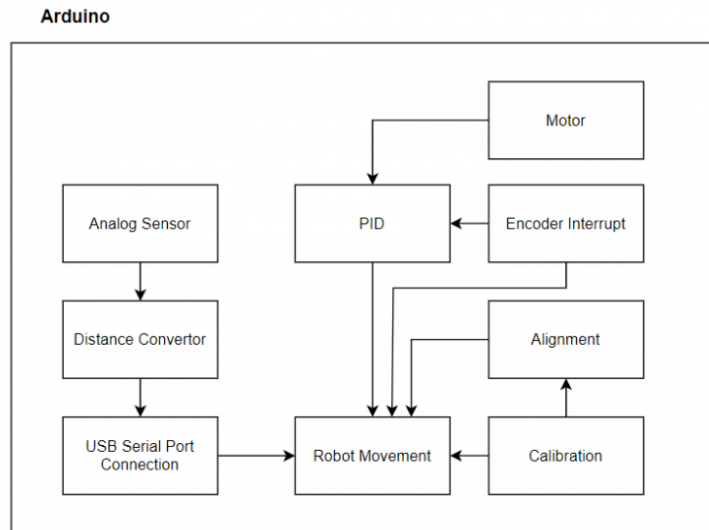 Arduino
Motor
Analog Sensor
PID
Encoder Interrupt
Distance Convertor
Alignment
USB Serial Port
Connection
Robot Movement
Calibration